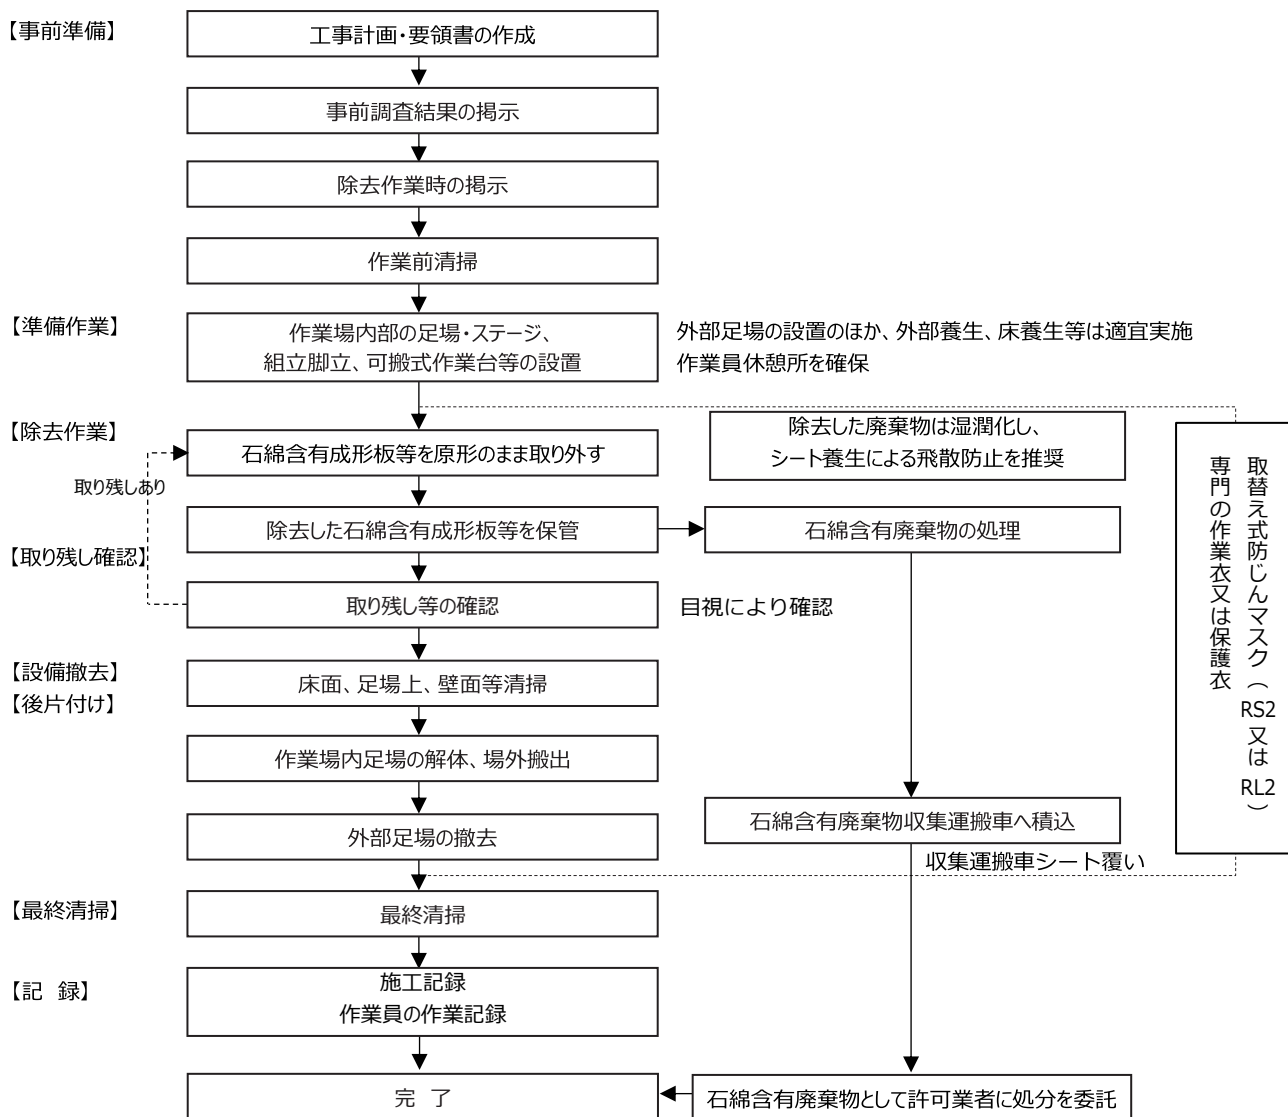 【事前準備】
工事計画・要領書の作成
事前調査結果の掲示
除去作業時の掲示
作業前清掃
【準備作業】
作業場内部の足場・ステージ、
組立脚立、可搬式作業台等の設置
外部足場の設置のほか、外部養生、床養生等は適宜実施
作業員休憩所を確保
【除去作業】
石綿含有成形板等を原形のまま取り外す
除去した廃棄物は湿潤化し、
シート養生による飛散防止を推奨
取替え式防じんマスク（RS2又はRL2）
専門の作業衣又は保護衣
取り残しあり
除去した石綿含有成形板等を保管
石綿含有廃棄物の処理
【取り残し確認】
取り残し等の確認
目視により確認
【設備撤去】
【後片付け】
床面、足場上、壁面等清掃
作業場内足場の解体、場外搬出
外部足場の撤去
石綿含有廃棄物収集運搬車へ積込
収集運搬車シート覆い
【最終清掃】
最終清掃
【記　録】
施工記録
作業員の作業記録
完　了
石綿含有廃棄物として許可業者に処分を委託